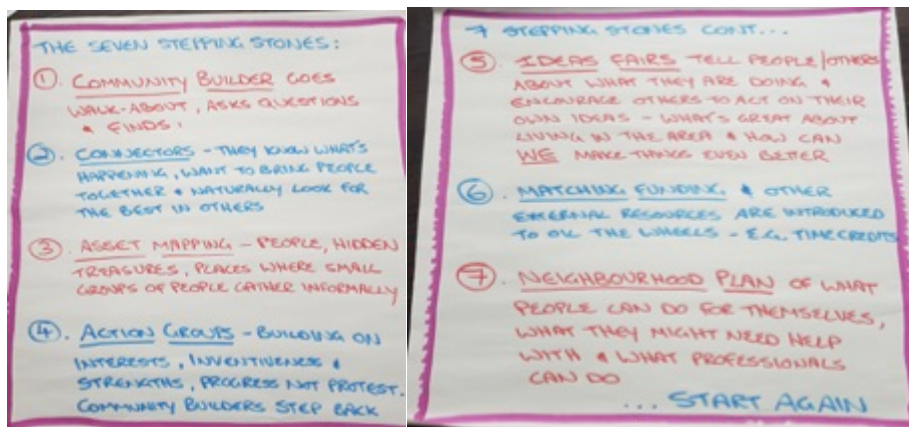 THE SEVEN STEPPING STONES:
1. COMMUNITY BUILDER GOES
WALK-ABOUT, ASKS QUESTIONS
& FINDS:
2. CONNECTORS - THEY KNOW WHAT'S
HAPPENING, WANT TO BRING PEOPLE
TOGETHER & NATURALLY LOOK FOR
THE BEST IN OTHERS
3. ASSET MAPPING - PEOPLE, HIDDEN
TREASURES, PLACES WHERE SMALL
GROUPS OF PEOPLE GATHER INFORMALLY
4. ACTION GROUPS - BUILDING ON
INTERESTS, INVENTIVENESS &
STRENGTHS, PROGRESS NOT PROTEST.
COMMUNITY BUILDERS STEP BACK
7 STEPPING STONES CONT...
5. IDEAS FAIRS TELL PEOPLE/OTHERS
ABOUT WHAT THEY ARE DOING &
ENCOURAGE OTHERS TO ACT ON THEIR
OWN IDEAS - WHAT'S GREAT ABOUT
LIVING IN THE AREA & HOW CAN
WE MAKE THINGS EVEN BETTER
6. MATCHING FUNDING & OTHER
EXTERNAL RESOURCES ARE INTRODUCED
TO OIL THE WHEELS - E.G. TIMECREDITS
7. NEIGHBOURHOOD PLAN OF WHAT
PEOPLE CAN DO FOR THEMSELVES,
WHAT THEY MIGHT NEED HELP
WITH & WHAT PROFESSIONALS
CAN DO
... START AGAIN